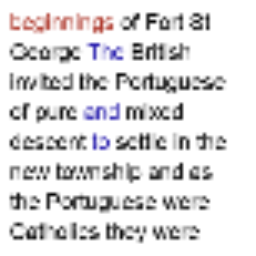 beginnings of Fort St
George The British
invited the Portuguese
of pure and mixed
descent to settle in the
new township and as
the Portuguese were
Catholics they were